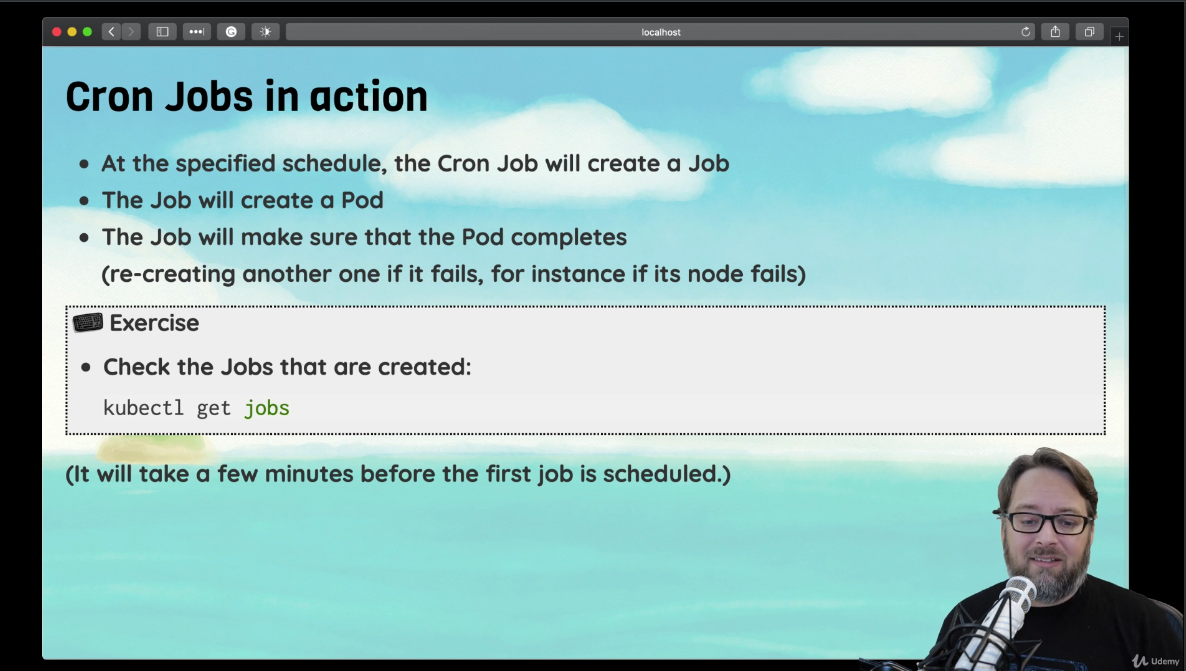 localhost
Cron Jobs in action
• At the specified schedule, the Cron Job will create a Job
• The Job will create a Pod
• The Job will make sure that the Pod completes
(re-creating another one if it fails, for instance if its node fails)
Exercise
• Check the Jobs that are created:
kubectl get jobs
(It will take a few minutes before the first job is scheduled.)
Udemy